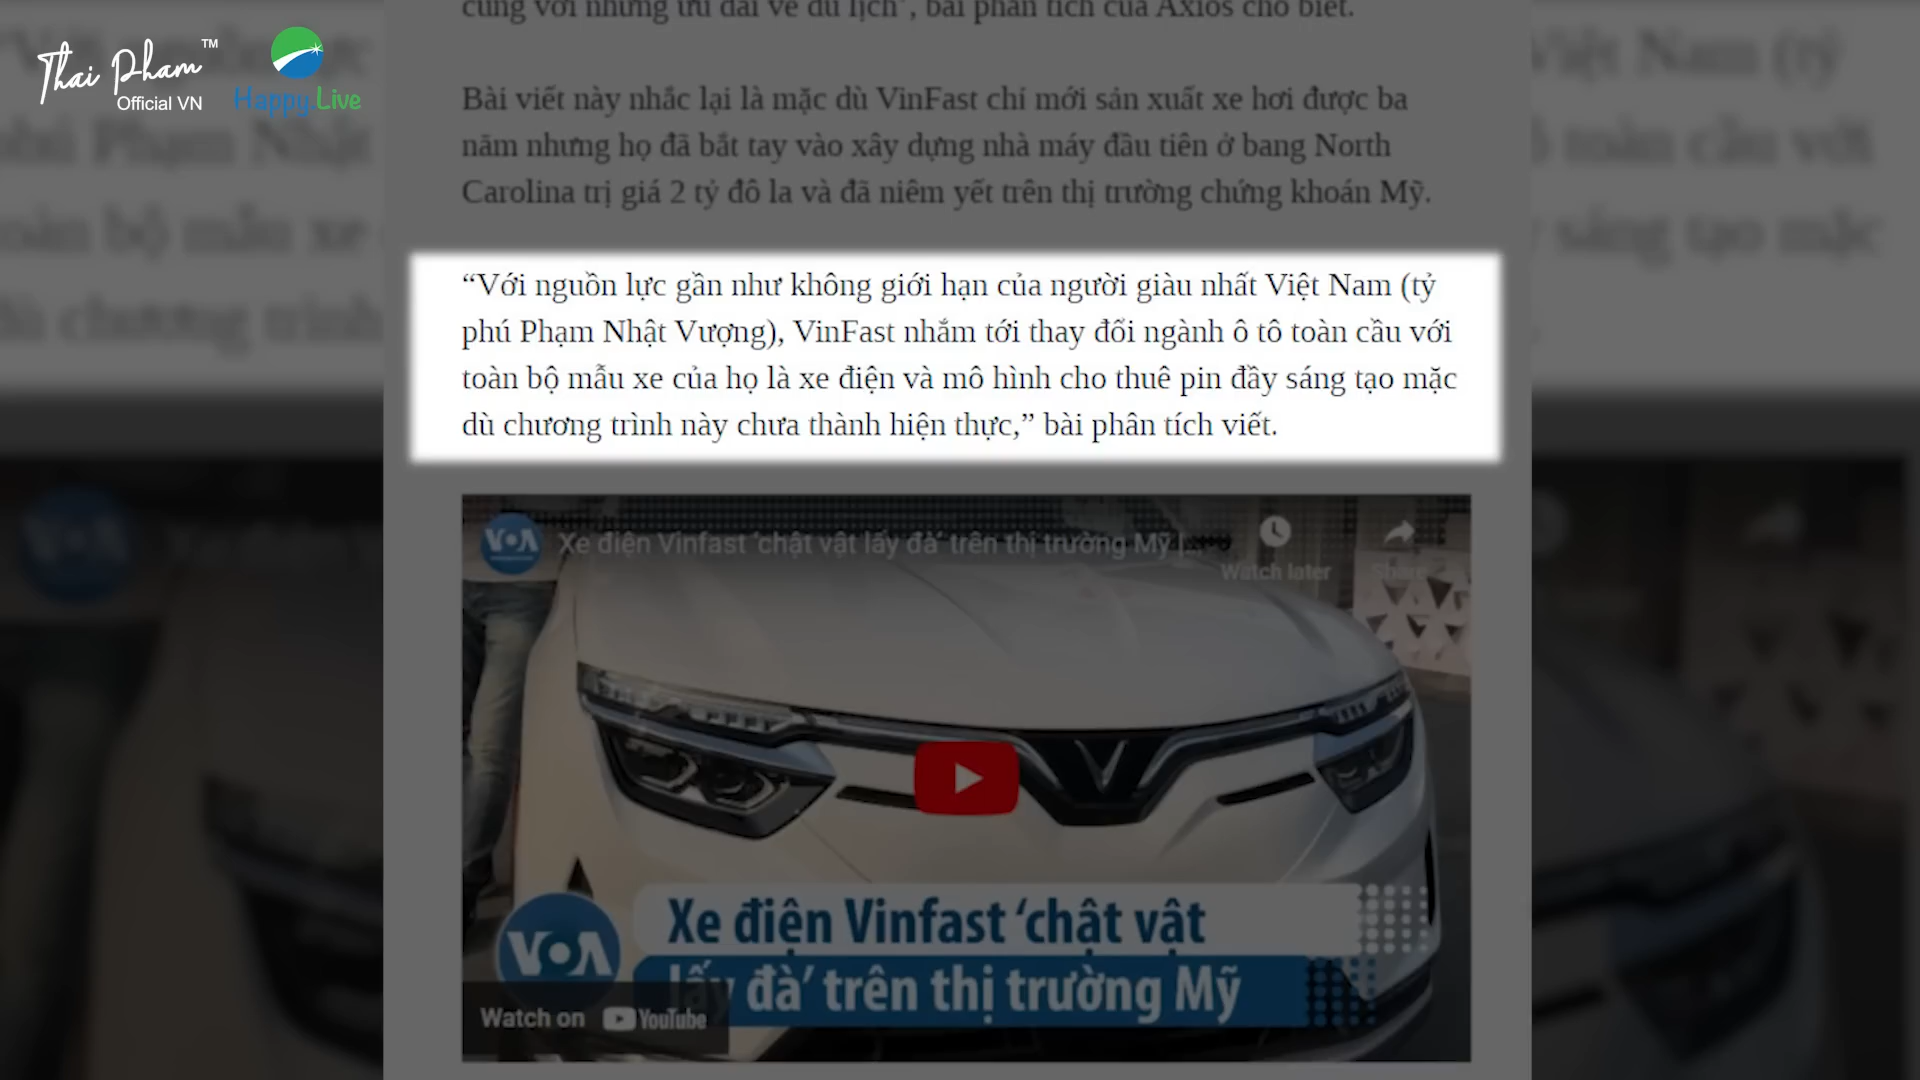 cùng với những ưu đãi về du lịch", bài phân tích của Axios cho biết.
Thai Pham™
Official VN
Happy.Live
Bài viết này nhắc lại là mặc dù VinFast chỉ mới sản xuất xe hơi được ba
năm nhưng họ đã bắt tay vào xây dựng nhà máy đầu tiên ở bang North
Carolina trị giá 2 tỷ đô la và đã niêm yết trên thị trường chứng khoán Mỹ.
“Với nguồn lực gần như không giới hạn của người giàu nhất Việt Nam (tỷ
phú Phạm Nhật Vượng), VinFast nhắm tới thay đổi ngành ô tô toàn cầu với
toàn bộ mẫu xe của họ là xe điện và mô hình cho thuê pin đầy sáng tạo mặc
dù chương trình này chưa thành hiện thực,” bài phân tích viết.
VOA Xe điện Vinfast ‘chật vật lấy đà’ trên thị trường Mỹ |
Watch later
Share
V
Xe điện Vinfast ‘chật vật
VOA
lấy đà’ trên thị trường Mỹ
Watch on YouTube